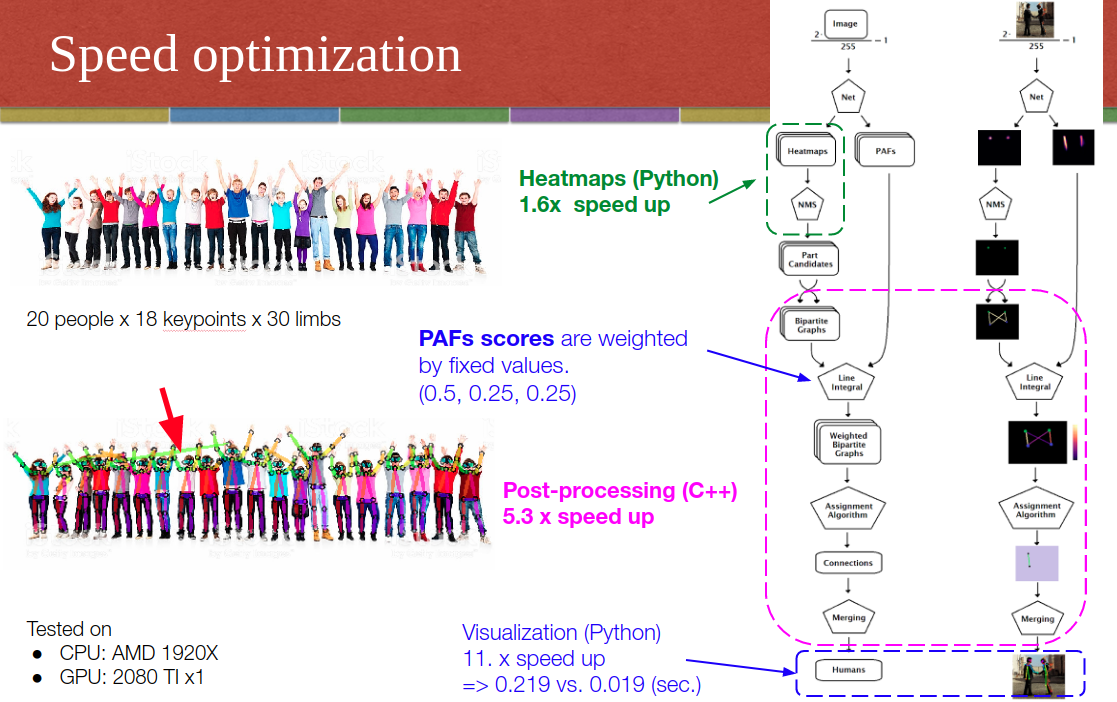 Speed optimization
20 people x 18 keypoints x 30 limbs
Tested on
● CPU: AMD 1920X
● GPU: 2080 TI x1
Heatmaps (Python)
1.6x speed up
PAFs scores are weighted
by fixed values.
(0.5, 0.25, 0.25)
Post-processing (C++)
5.3 x speed up
Visualization (Python)
11. x speed up
=> 0.219 vs. 0.019 (sec.)
2· Image
255
−1
Net
Heatmaps
PAFs
NMS
Part
Candidates
Bipartite
Graphs
Line
Integral
Weighted
Bipartite
Graphs
Assignment
Algorithm
Connections
Merging
Humans
2·
255
−1
Net
NMS
Line
Integral
Assignment
Algorithm
Merging
iStock
iStock